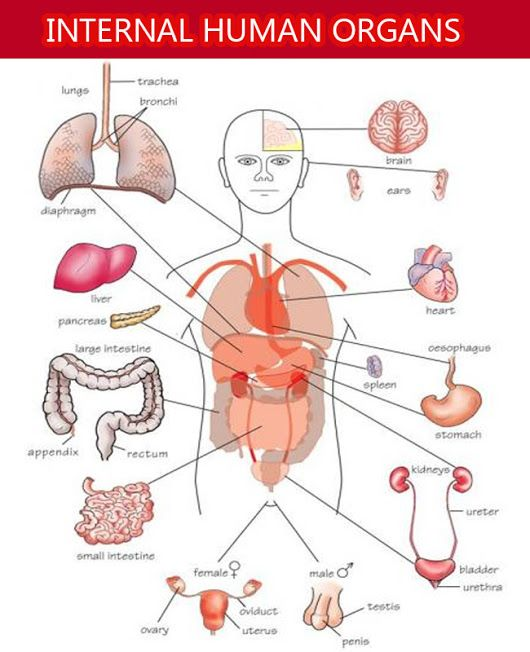 INTERNAL HUMAN ORGANS
lungs
trachea
bronchi
diaphragm
brain
ears
liver
heart
pancreas
large intestine
oesophagus
spleen
stomach
appendix
rectum
kidneys
ureter
small intestine
bladder
urethra
female ♀
male ♂
oviduct
ovary
uterus
testis
penis